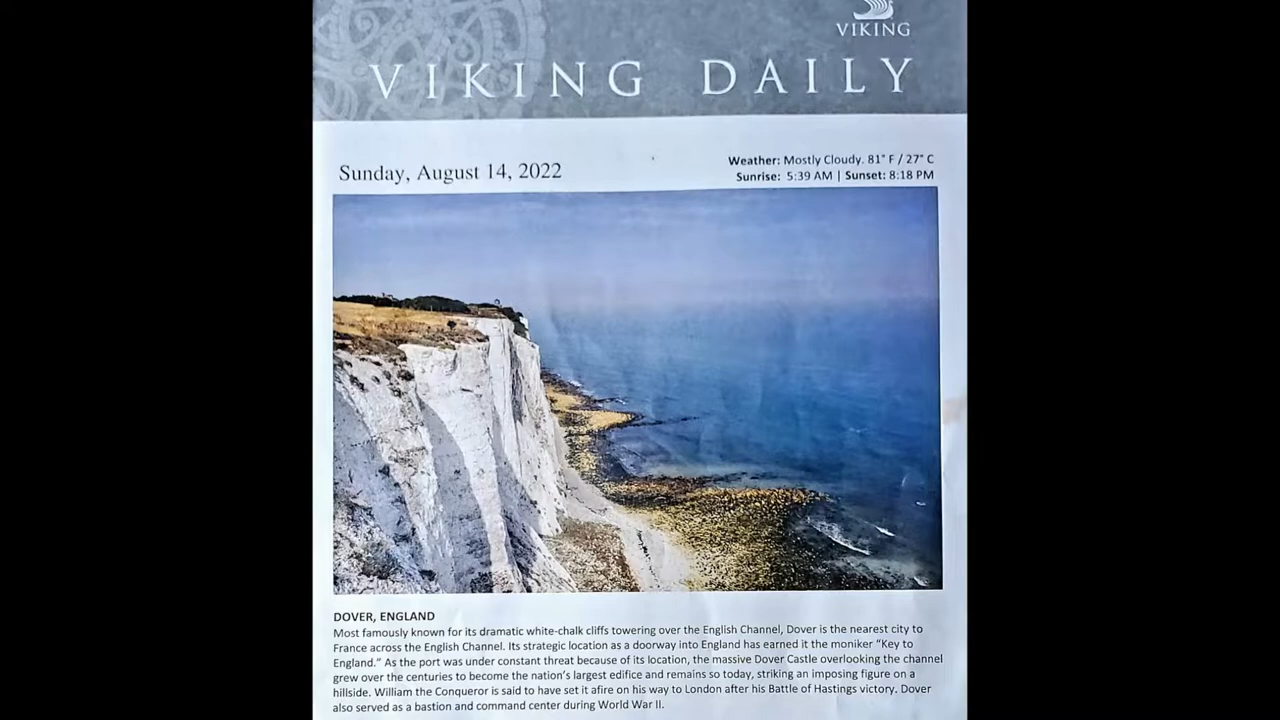 VIKING
VIKING DAILY
Sunday, August 14, 2022
Weather: Mostly Cloudy. 81° F / 27° C
Sunrise: 5:39 AM | Sunset: 8:18 PM
DOVER, ENGLAND
Most famously known for its dramatic white-chalk cliffs towering over the English Channel, Dover is the nearest city to
France across the English Channel. Its strategic location as a doorway into England has earned it the moniker “Key to
England.” As the port was under constant threat because of its location, the massive Dover Castle overlooking the channel
grew over the centuries to become the nation’s largest edifice and remains so today, striking an imposing figure on a
hillside. William the Conqueror is said to have set it afire on his way to London after his Battle of Hastings victory. Dover
also served as a bastion and command center during World War II.